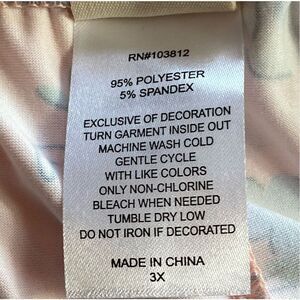 RN#103812
95% POLYESTER
5% SPANDEX
EXCLUSIVE OF DECORATION
TURN GARMENT INSIDE OUT
MACHINE WASH COLD
GENTLE CYCLE
WITH LIKE COLORS
ONLY NON-CHLORINE
BLEACH WHEN NEEDED
TUMBLE DRY LOW
DO NOT IRON IF DECORATED
MADE IN CHINA
3X